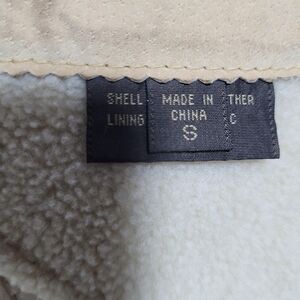 SHELL
LINING
MADE IN
CHINA
S
THER
C